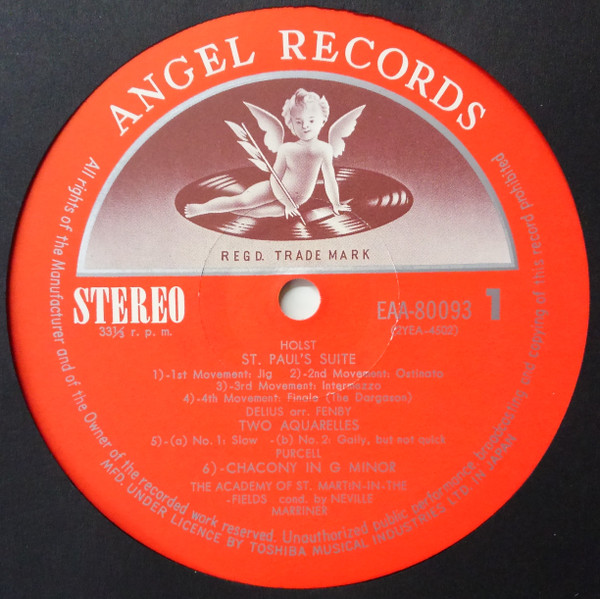 ANGEL RECORDS
REGD. TRADE MARK
STEREO
33⅓ r. p. m.
EAA-80093 1
(2YEA-4502)
HOLST
ST. PAUL'S SUITE
1)-1st Movement: Jig 2)-2nd Movement: Ostinato
3)-3rd Movement: Intermezzo
4)-4th Movement: Finale (The Dargason)
DELIUS arr. FENBY
TWO AQUARELLES
5)-(a) No. 1: Slow -(b) No. 2: Gaily, but not quick
PURCELL
6)-CHACONY IN G MINOR
THE ACADEMY OF ST. MARTIN-IN-THE
-FIELDS cond. by NEVILLE
MARRINER
All rights of the Manufacturer and of the Owner of the recorded work reserved. Unauthorized public performance, broadcasting and copying of this record prohibited
MFD. UNDER LICENCE BY TOSHIBA MUSICAL INDUSTRIES LTD. IN JAPAN